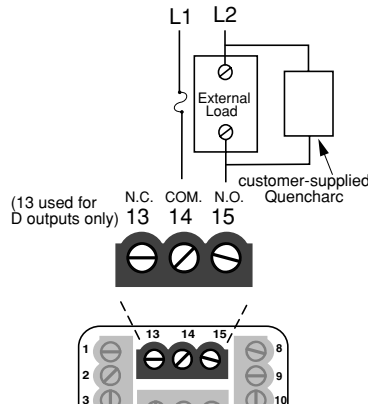 L1 L2
External
Load
customer-supplied
Quencharc
(13 used for
D outputs only)
N.C. COM. N.O.
13 14 15
13 14 15
1 8
2 9
3 10